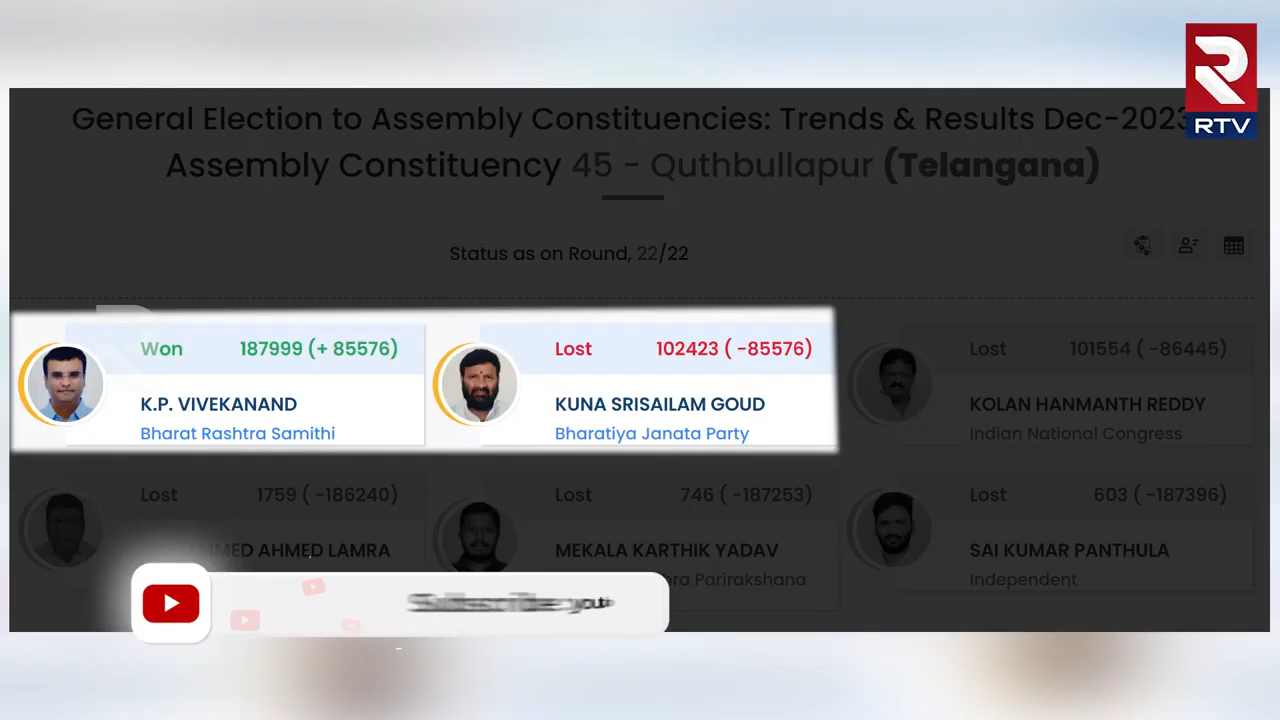 RTV
General Election to Assembly Constituencies: Trends & Results Dec-2023
Assembly Constituency 45 - Quthbullapur (Telangana)
Status as on Round, 22/22
Won 187999 (+ 85576)
K.P. VIVEKANAND
Bharat Rashtra Samithi
Lost 102423 ( -85576)
KUNA SRISAILAM GOUD
Bharatiya Janata Party
Lost 101554 ( -86445)
KOLAN HANMANTH REDDY
Indian National Congress
Lost 1759 ( -186240)
AHMED LAMRA
Lost 746 ( -187253)
MEKALA KARTHIK YADAV
Parirakshana
Lost 603 ( -187396)
SAI KUMAR PANTHULA
Independent